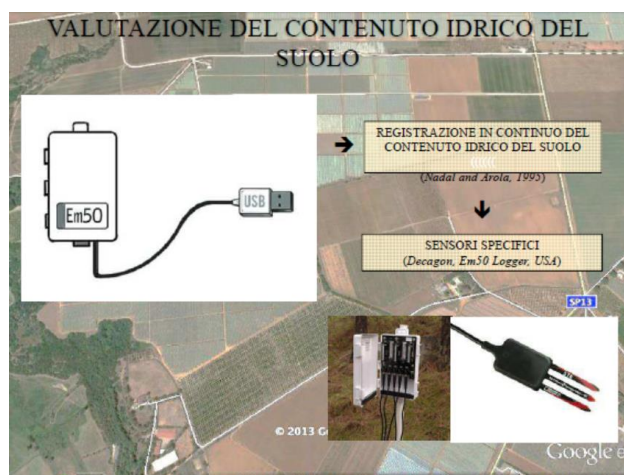 VALUTAZIONE DEL CONTENUTO IDRICO DEL
SUOLO
REGISTRAZIONE IN CONTINUO DEL
CONTENUTO IDRICO DEL SUOLO
(Nadal and Arola, 1995)
Em50
USB
SENSORI SPECIFICI
(Decagon, Em50 Logger, USA)
SP13
© 2013 G
Google e